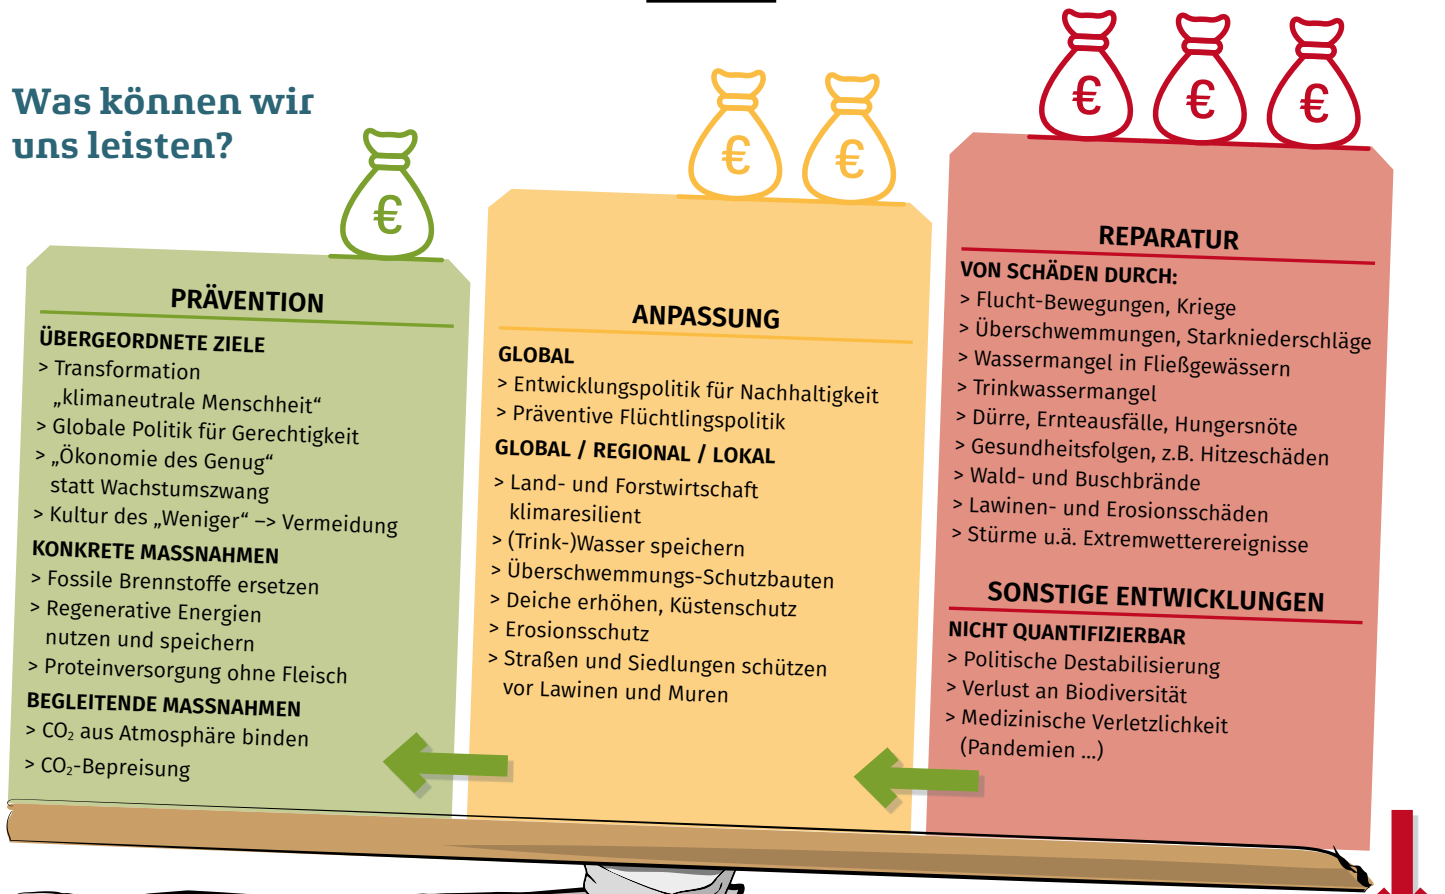 Was können wir
uns leisten?
€
€
€
€
€
€
PRÄVENTION
ÜBERGEORDNETE ZIELE
> Transformation
„klimaneutrale Menschheit“
> Globale Politik für Gerechtigkeit
> „Ökonomie des Genug“
statt Wachstumszwang
> Kultur des „Weniger“ –> Vermeidung
KONKRETE MASSNAHMEN
> Fossile Brennstoffe ersetzen
> Regenerative Energien
nutzen und speichern
> Proteinversorgung ohne Fleisch
BEGLEITENDE MASSNAHMEN
> CO₂ aus Atmosphäre binden
> CO₂-Bepreisung
ANPASSUNG
GLOBAL
> Entwicklungspolitik für Nachhaltigkeit
> Präventive Flüchtlingspolitik
GLOBAL / REGIONAL / LOKAL
> Land- und Forstwirtschaft
klimaresilient
> (Trink-)Wasser speichern
> Überschwemmungs-Schutzbauten
> Deiche erhöhen, Küstenschutz
> Erosionsschutz
> Straßen und Siedlungen schützen
vor Lawinen und Muren
REPARATUR
VON SCHÄDEN DURCH:
> Flucht-Bewegungen, Kriege
> Überschwemmungen, Starkniederschläge
> Wassermangel in Fließgewässern
> Trinkwassermangel
> Dürre, Ernteausfälle, Hungersnöte
> Gesundheitsfolgen, z.B. Hitzeschäden
> Wald- und Buschbrände
> Lawinen- und Erosionsschäden
> Stürme u.ä. Extremwetterereignisse
SONSTIGE ENTWICKLUNGEN
NICHT QUANTIFIZIERBAR
> Politische Destabilisierung
> Verlust an Biodiversität
> Medizinische Verletzlichkeit
(Pandemien ...)